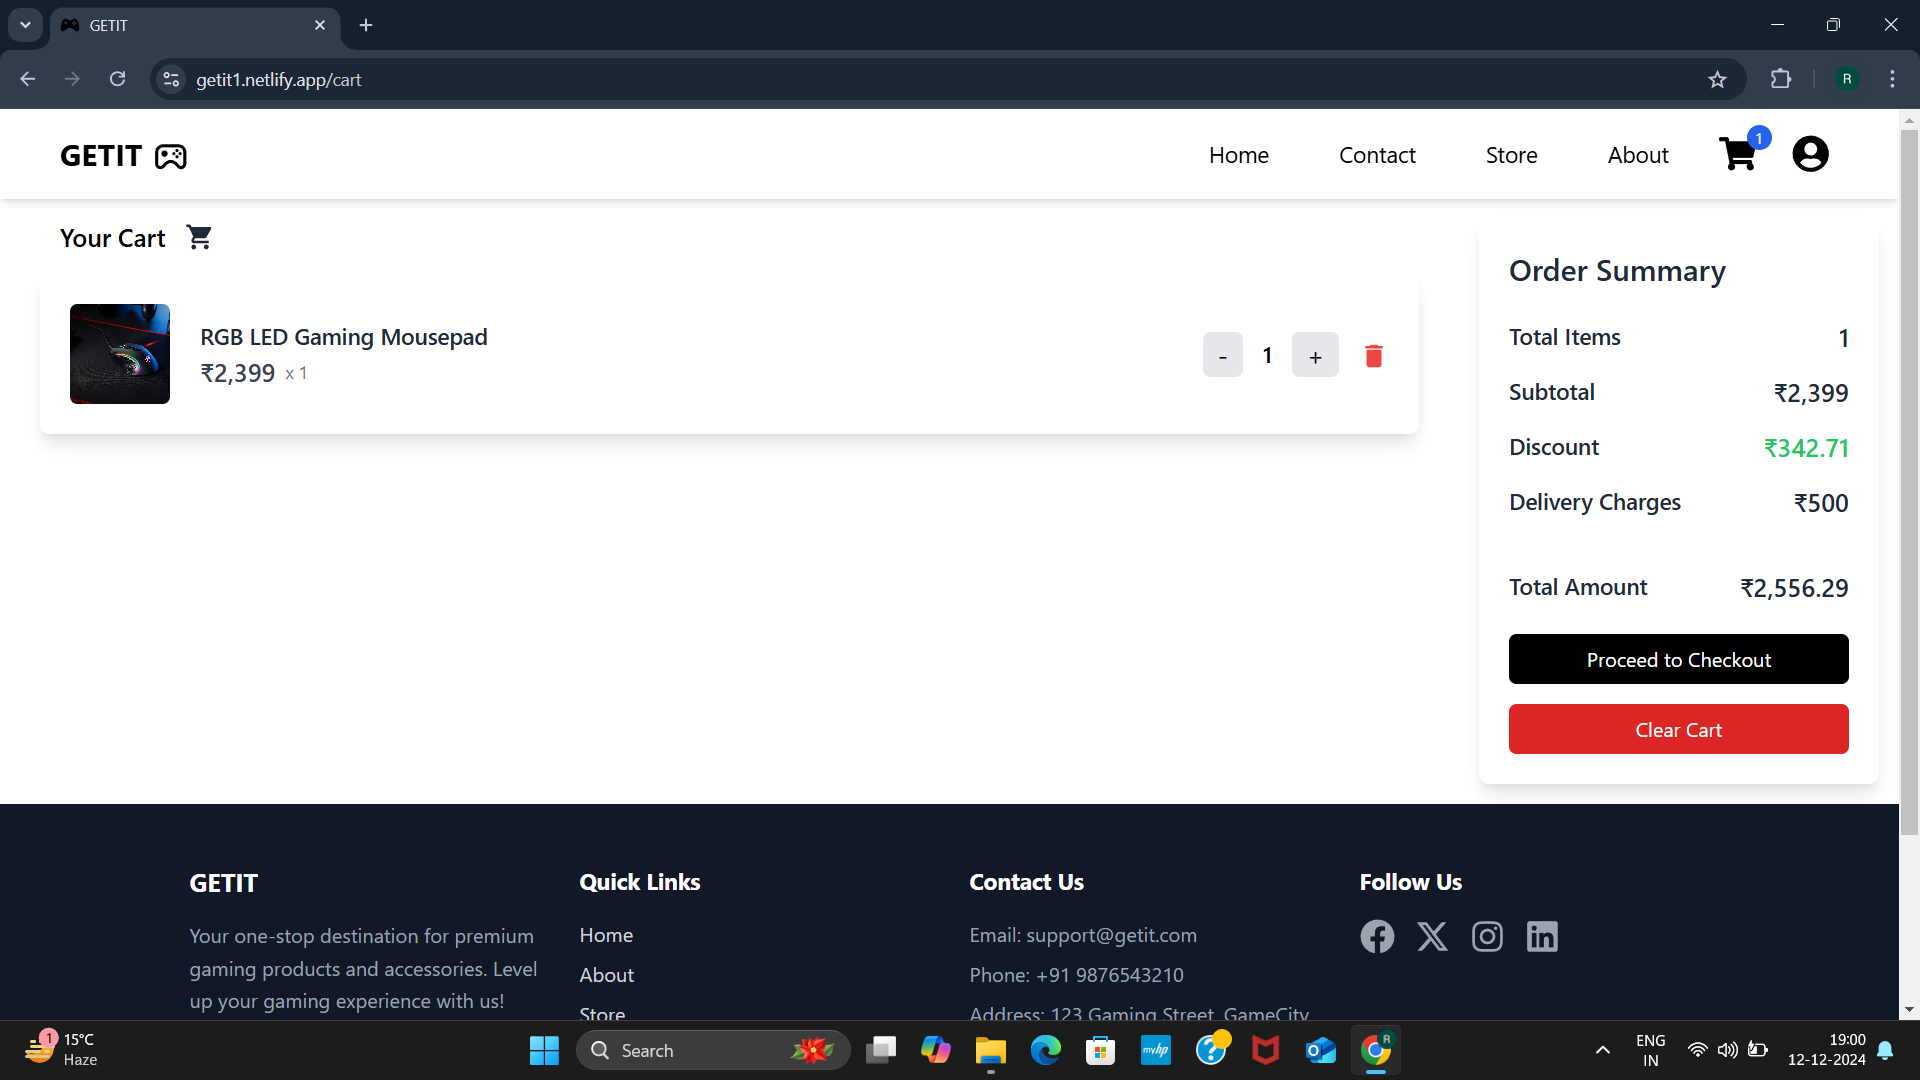 GETIT
getit1.netlify.app/cart
R
GETIT
Home
Contact
Store
About
1
Your Cart
RGB LED Gaming Mousepad
₹2,399 x 1
-
1
+
Order Summary
Total Items 1
Subtotal ₹2,399
Discount ₹342.71
Delivery Charges ₹500
Total Amount ₹2,556.29
Proceed to Checkout
Clear Cart
GETIT
Your one-stop destination for premium
gaming products and accessories. Level
up your gaming experience with us!
Quick Links
Home
About
Store
Contact Us
Email: support@getit.com
Phone: +91 9876543210
Address: 123 Gaming Street, GameCity
Follow Us
1
15°C
Haze
Search
myhp
R
ENG
IN
19:00
12-12-2024